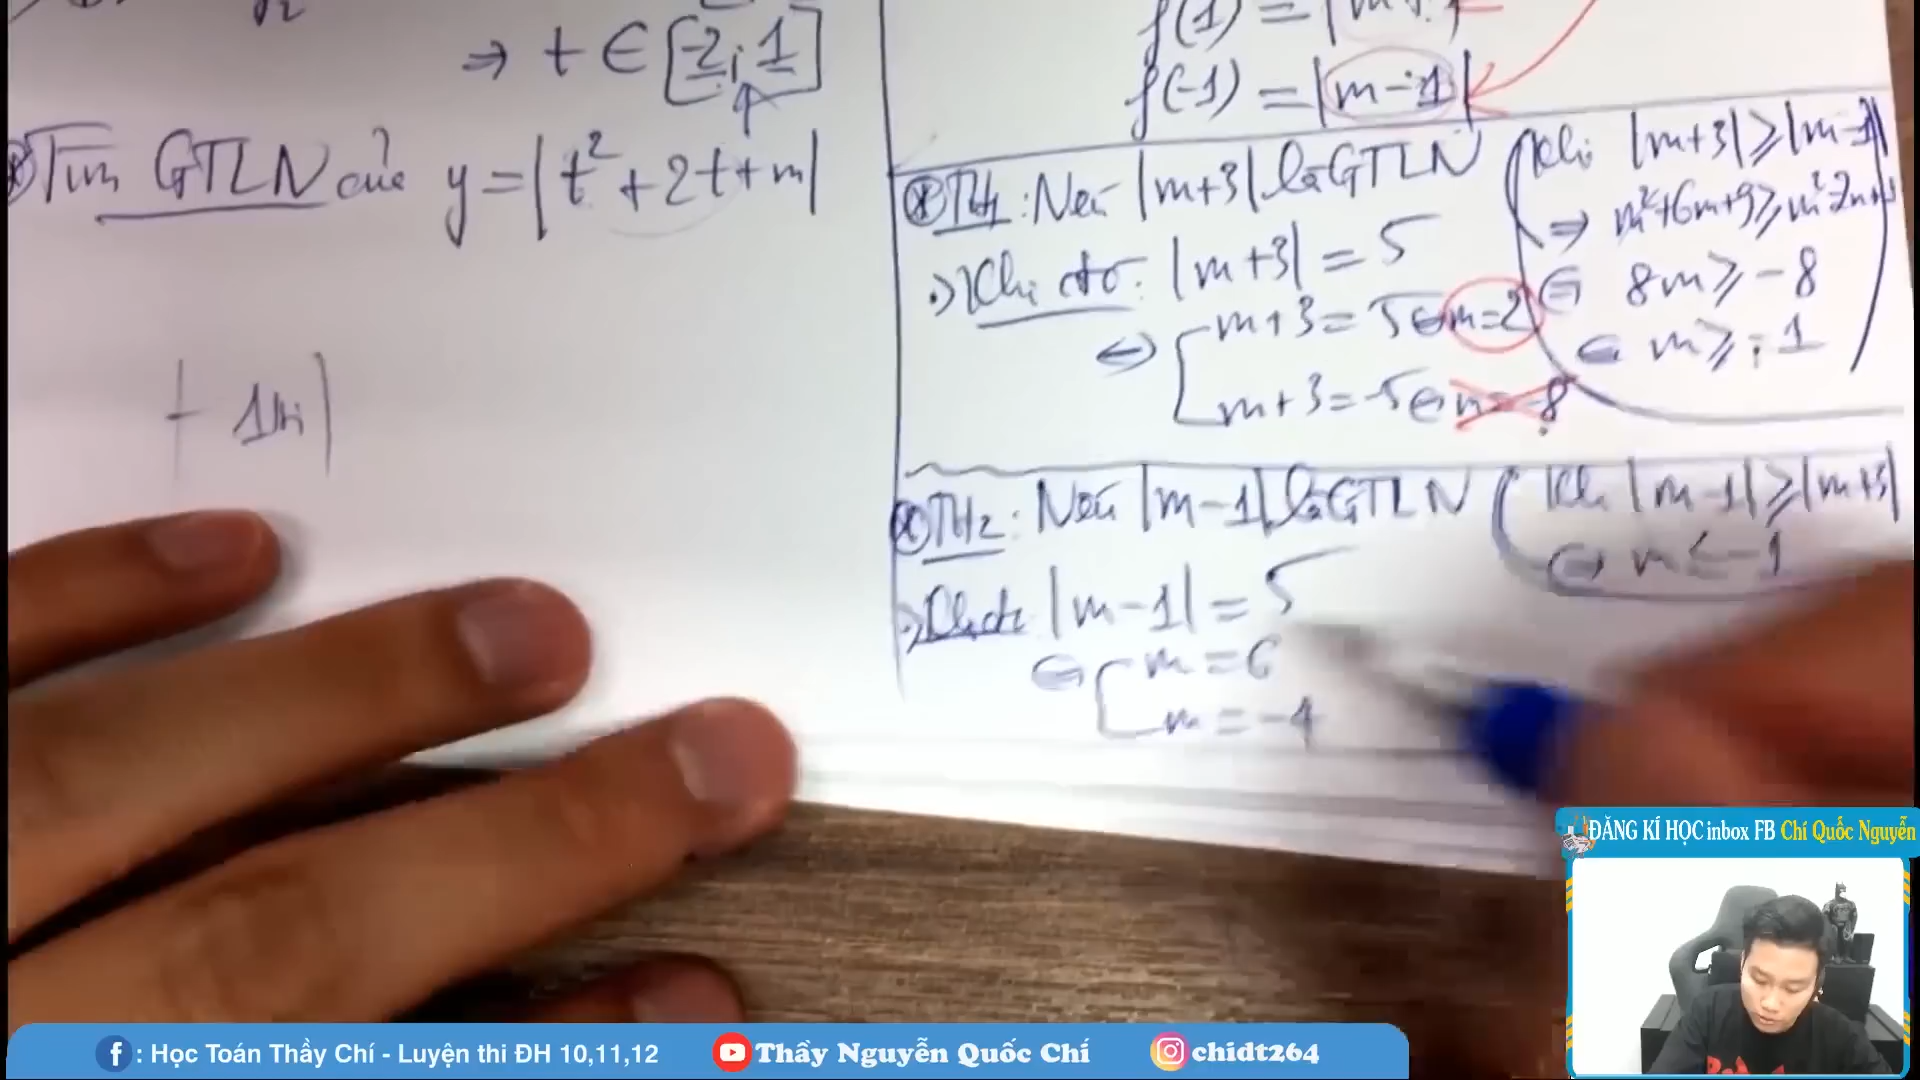 ⇒ t ∈ [-2; 1]
Tìm GTLN của y = |t² + 2t + m|
f(-1) = |m - 1|
TH1: Nếu |m+3| là GTLN
Khi |m+3| ⩾ |m-1|
⇒ m²+6m+9 ⩾ m²-2m+1
8m ⩾ -8
m ⩾ -1
Khi đó: |m+3| = 5
⇔ m+3 = 5 ⇔ m=2
m+3 = -5 ⇔ m = -8
TH2: Nếu |m-1| là GTLN
Khi |m-1| ⩾ |m+3|
⇔ m ⩽ -1
|m-1| = 5
⇔ m = 6
m = -4
ĐĂNG KÍ HỌC inbox FB Chí Quốc Nguyễn
: Học Toán Thầy Chí - Luyện thi ĐH 10,11,12
Thầy Nguyễn Quốc Chí
chidt264